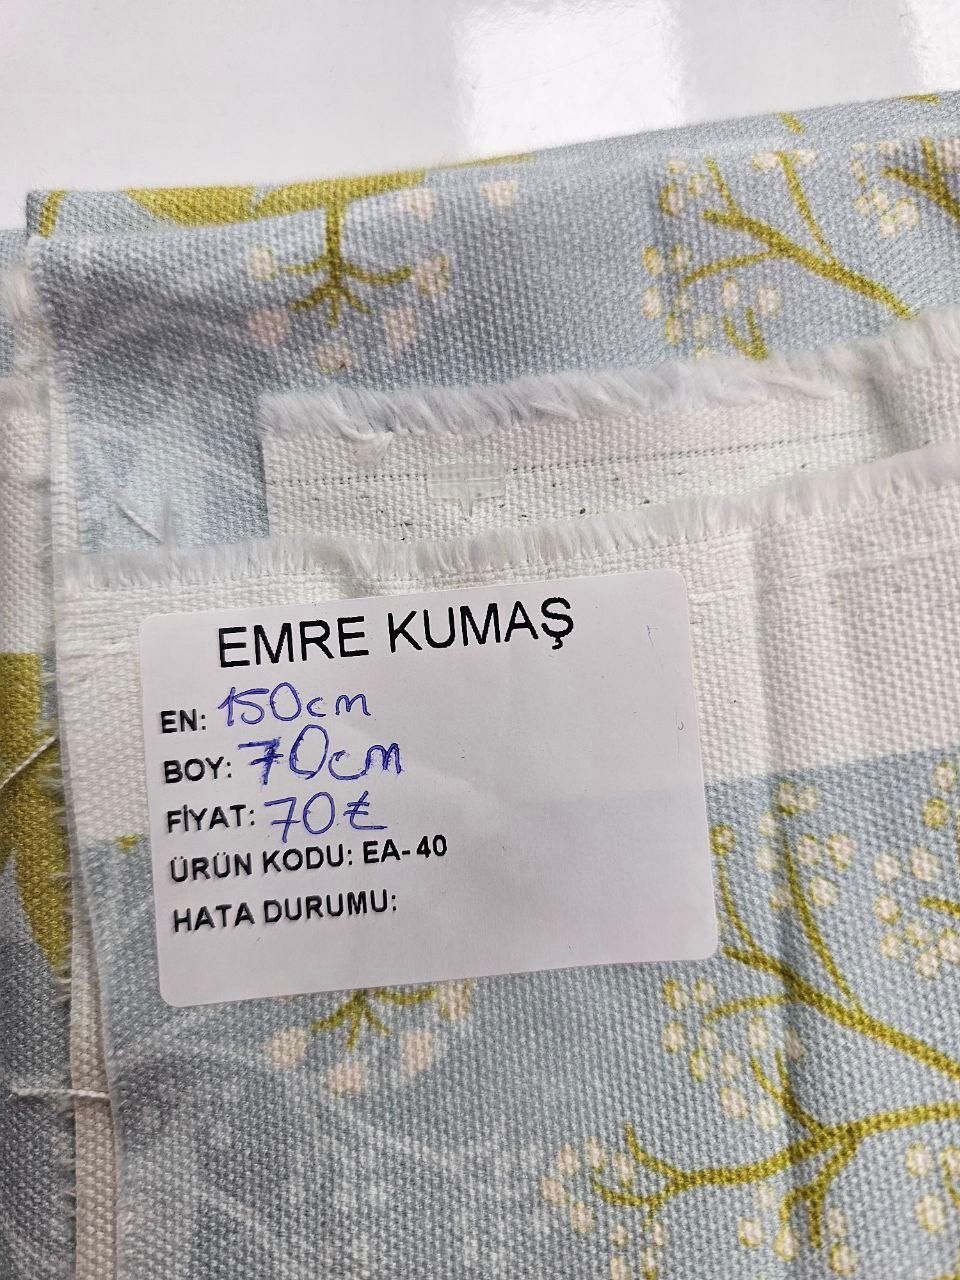 EMRE KUMAŞ
EN: 150cm
BOY: 70cm
FİYAT: 70₺
ÜRÜN KODU: EA-40
HATA DURUMU: